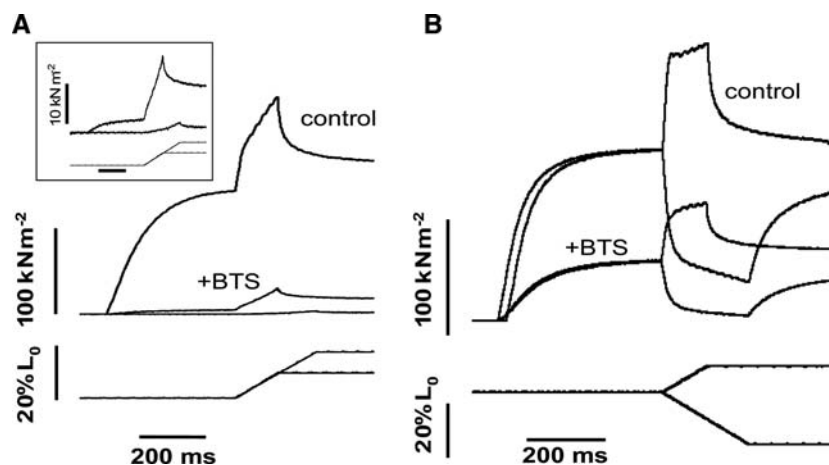 A
10 kN m-2
control
+BTS
100 kNm-2
20% L0
200 ms
B
control
+BTS
100 kNm-2
20% L0
200 ms